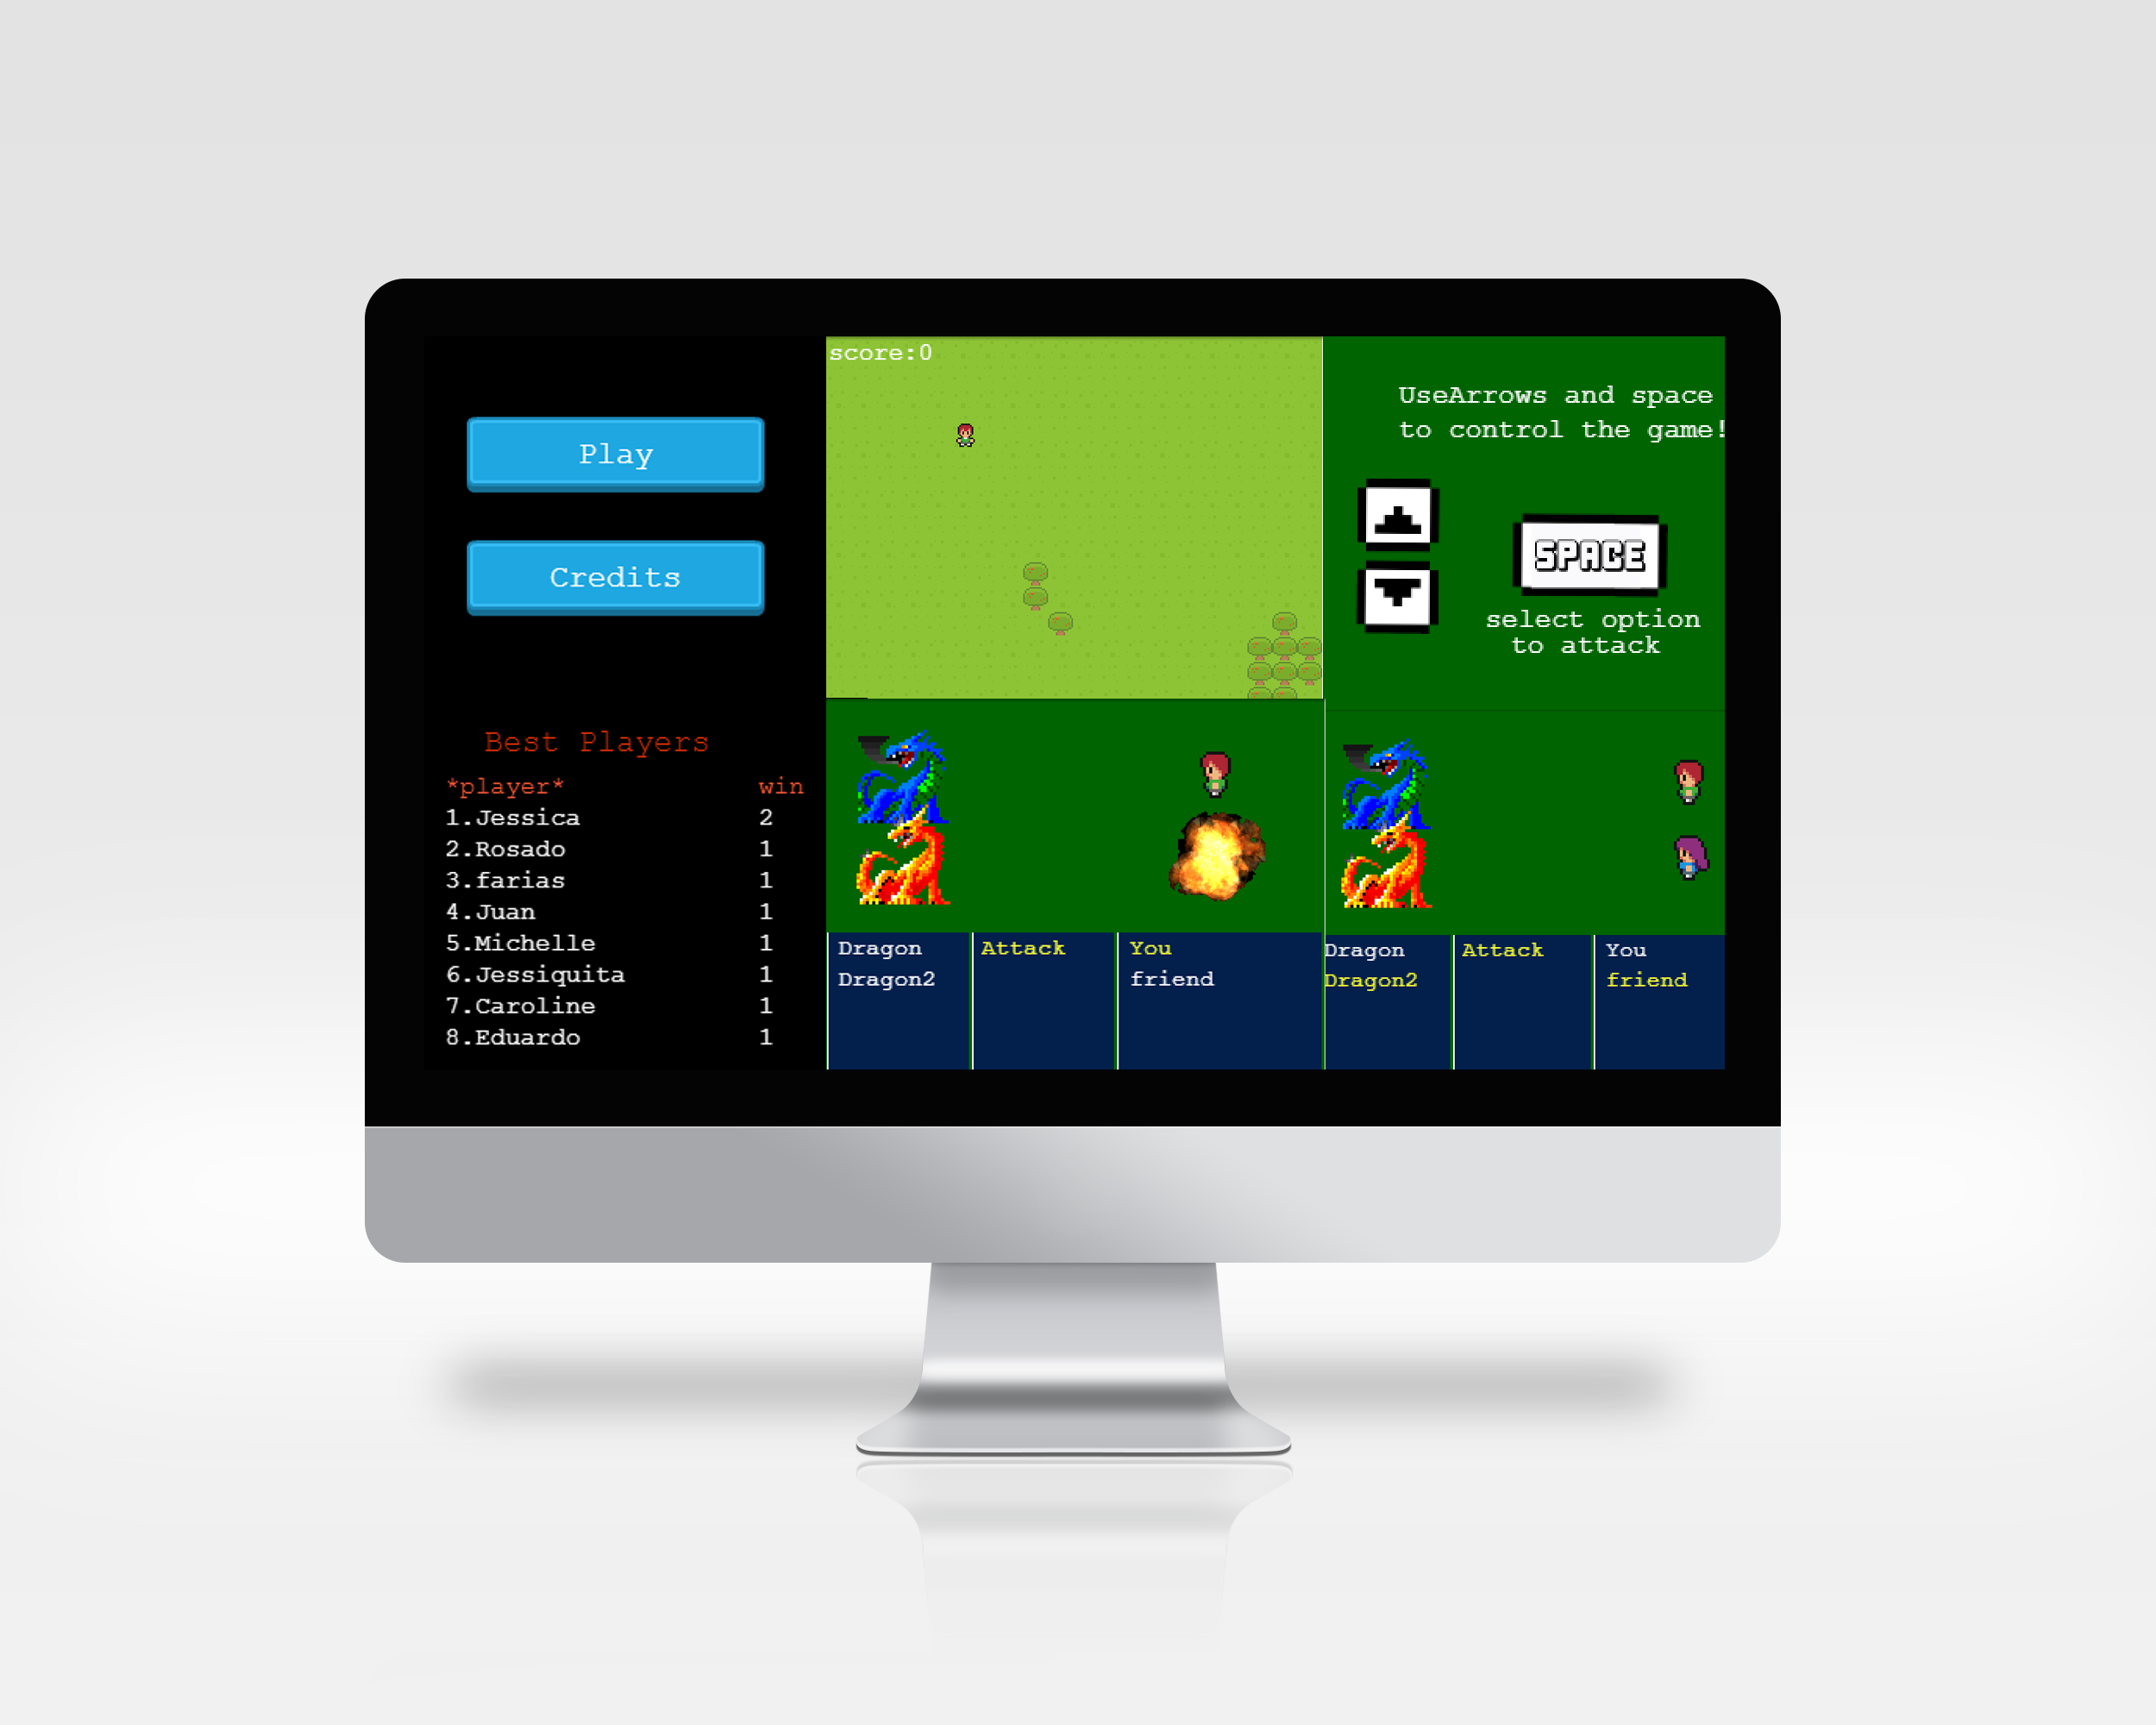 Play
Credits
Best Players
*player* win
1.Jessica 2
2.Rosado 1
3.farias 1
4.Juan 1
5.Michelle 1
6.Jessiquita 1
7.Caroline 1
8.Eduardo 1
score:0
UseArrows and space
to control the game!
SPACE
select option
to attack
Dragon Attack You
Dragon2 friend
Dragon Attack You
Dragon2 friend